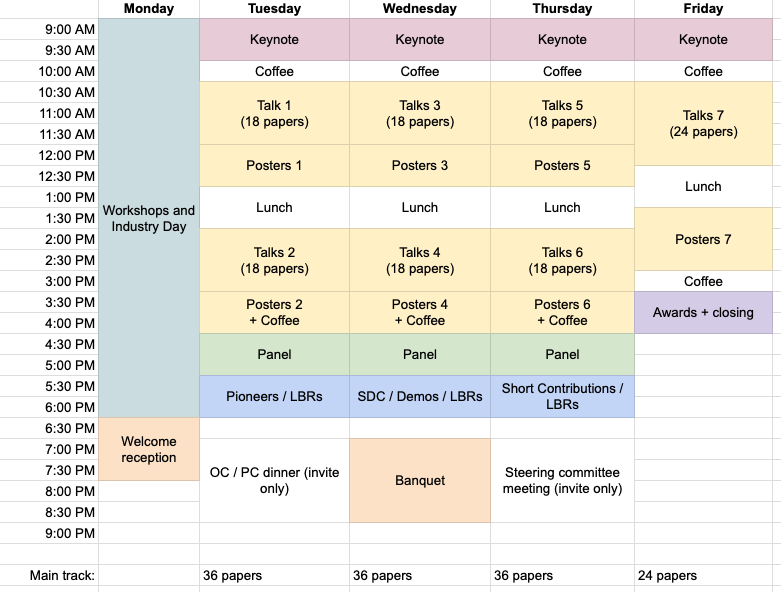 Monday Tuesday Wednesday Thursday Friday
9:00 AM
Keynote Keynote Keynote Keynote
9:30 AM
10:00 AM Coffee Coffee Coffee Coffee
10:30 AM
Talk 1 Talks 3 Talks 5
11:00 AM Talks 7
(18 papers) (18 papers) (18 papers)
(24 papers)
11:30 AM
12:00 PM
Posters 1 Posters 3 Posters 5
12:30 PM
Lunch
1:00 PM
Lunch Lunch Lunch
Workshops and
1:30 PM
Industry Day
2:00 PM Posters 7
Talks 2 Talks 4 Talks 6
2:30 PM
(18 papers) (18 papers) (18 papers)
3:00 PM Coffee
3:30 PM
Posters 2 Posters 4 Posters 6
Awards + closing
+ Coffee + Coffee + Coffee
4:00 PM
4:30 PM
Panel Panel Panel
5:00 PM
5:30 PM
Short Contributions /
Pioneers / LBRs SDC / Demos / LBRs
LBRs
6:00 PM
6:30 PM
Welcome
7:00 PM
reception
7:30 PM
OC / PC dinner (invite Steering committee
Banquet
only) meeting (invite only)
8:00 PM
8:30 PM
9:00 PM
Main track: 36 papers 36 papers 36 papers 24 papers